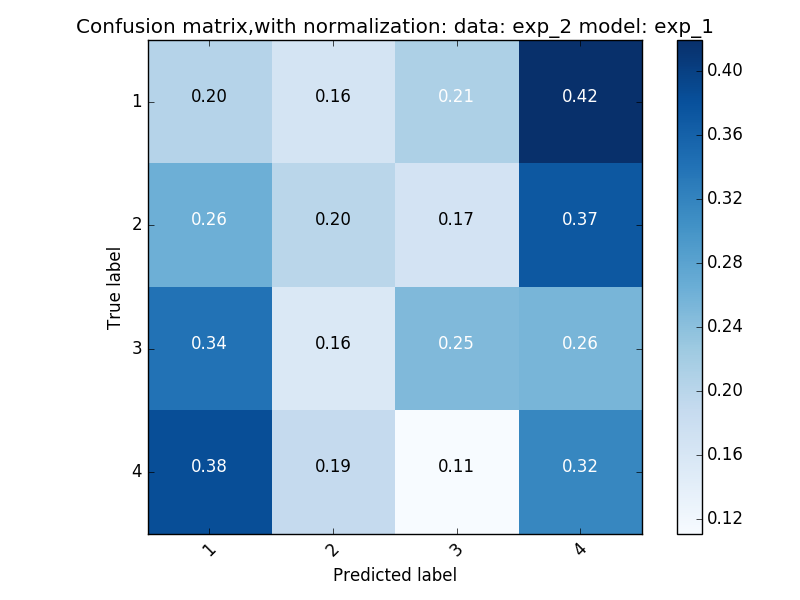 Confusion matrix,with normalization: data: exp_2 model: exp_1
1 0.20 0.16 0.21 0.42
2 0.26 0.20 0.17 0.37
3 0.34 0.16 0.25 0.26
4 0.38 0.19 0.11 0.32
1 2 3 4
True label
Predicted label
0.40
0.36
0.32
0.28
0.24
0.20
0.16
0.12